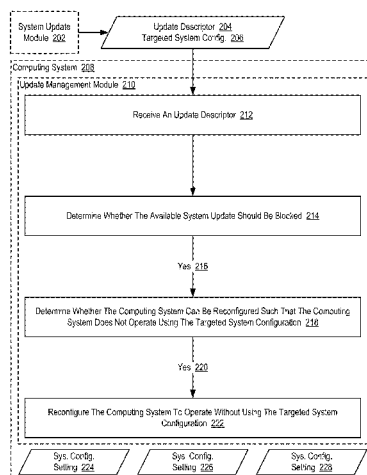 System Update
Module 202
Update Descriptor 204
Targeted System Config. 206
Computing System 208
Update Management Module 210
Receive An Update Descriptor 212
Determine Whether The Available System Update Should Be Blocked 214
Yes 216
Determine Whether The Computing System Can Be Reconfigured Such That The Computing
System Does Not Operate Using The Targeted System Configuration 218
Yes 220
Reconfigure The Computing System To Operate Without Using The Targeted System
Configuration 222
Sys. Config.
Setting 224
Sys. Config.
Setting 226
Sys. Config.
Setting 228